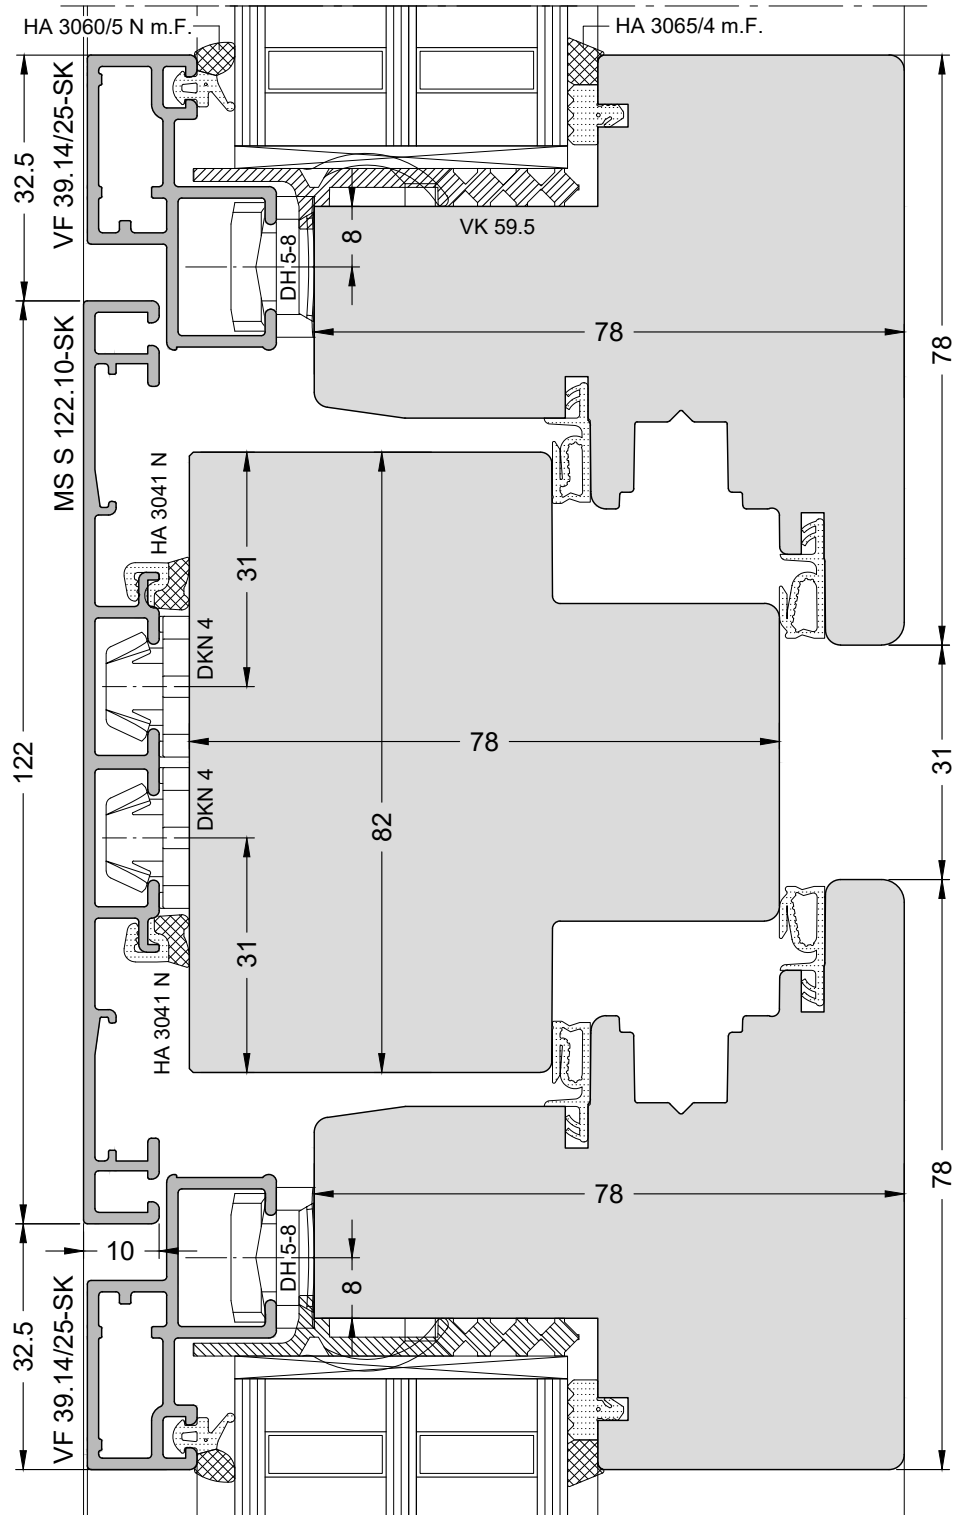 HA 3060/5 N m.F.
HA 3065/4 m.F.
32.5
VF 39.14/25-SK
VK 59.5
8
DH 5-8
78
78
MS S 122.10-SK
HA 3041 N
31
DKN 4
122
78
31
DKN 4
82
31
HA 3041 N
78
78
10
DH 5-8
8
32.5
VF 39.14/25-SK